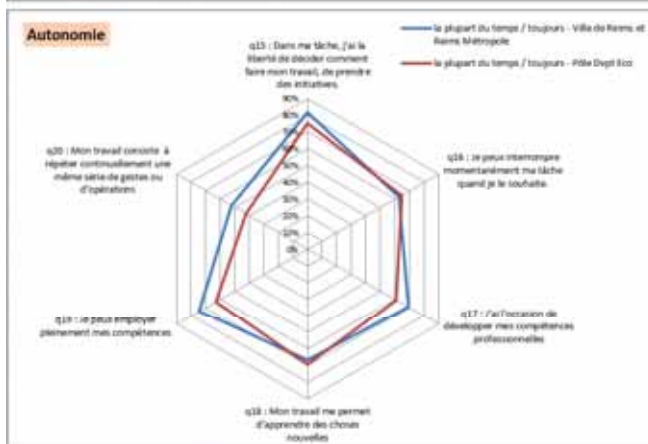 Autonomie
la plupart du temps / toujours - Ville de Reims et
Reims Métropole
la plupart du temps / toujours - Pôle Dvpt Eco
q15 : Dans ma tâche, j'ai la
liberté de décider comment
faire mon travail, de prendre
des initiatives.
90%
80%
70%
60%
50%
40%
30%
20%
10%
0%
q20 : Mon travail consiste à
répéter continuellement une
même série de gestes ou
d'opérations
q16 : Je peux interrompre
momentanément ma tâche
quand je le souhaite.
q19 : Je peux employer
pleinement mes compétences
q17 : J'ai l'occasion de
développer mes compétences
professionnelles
q18 : Mon travail me permet
d'apprendre des choses
nouvelles